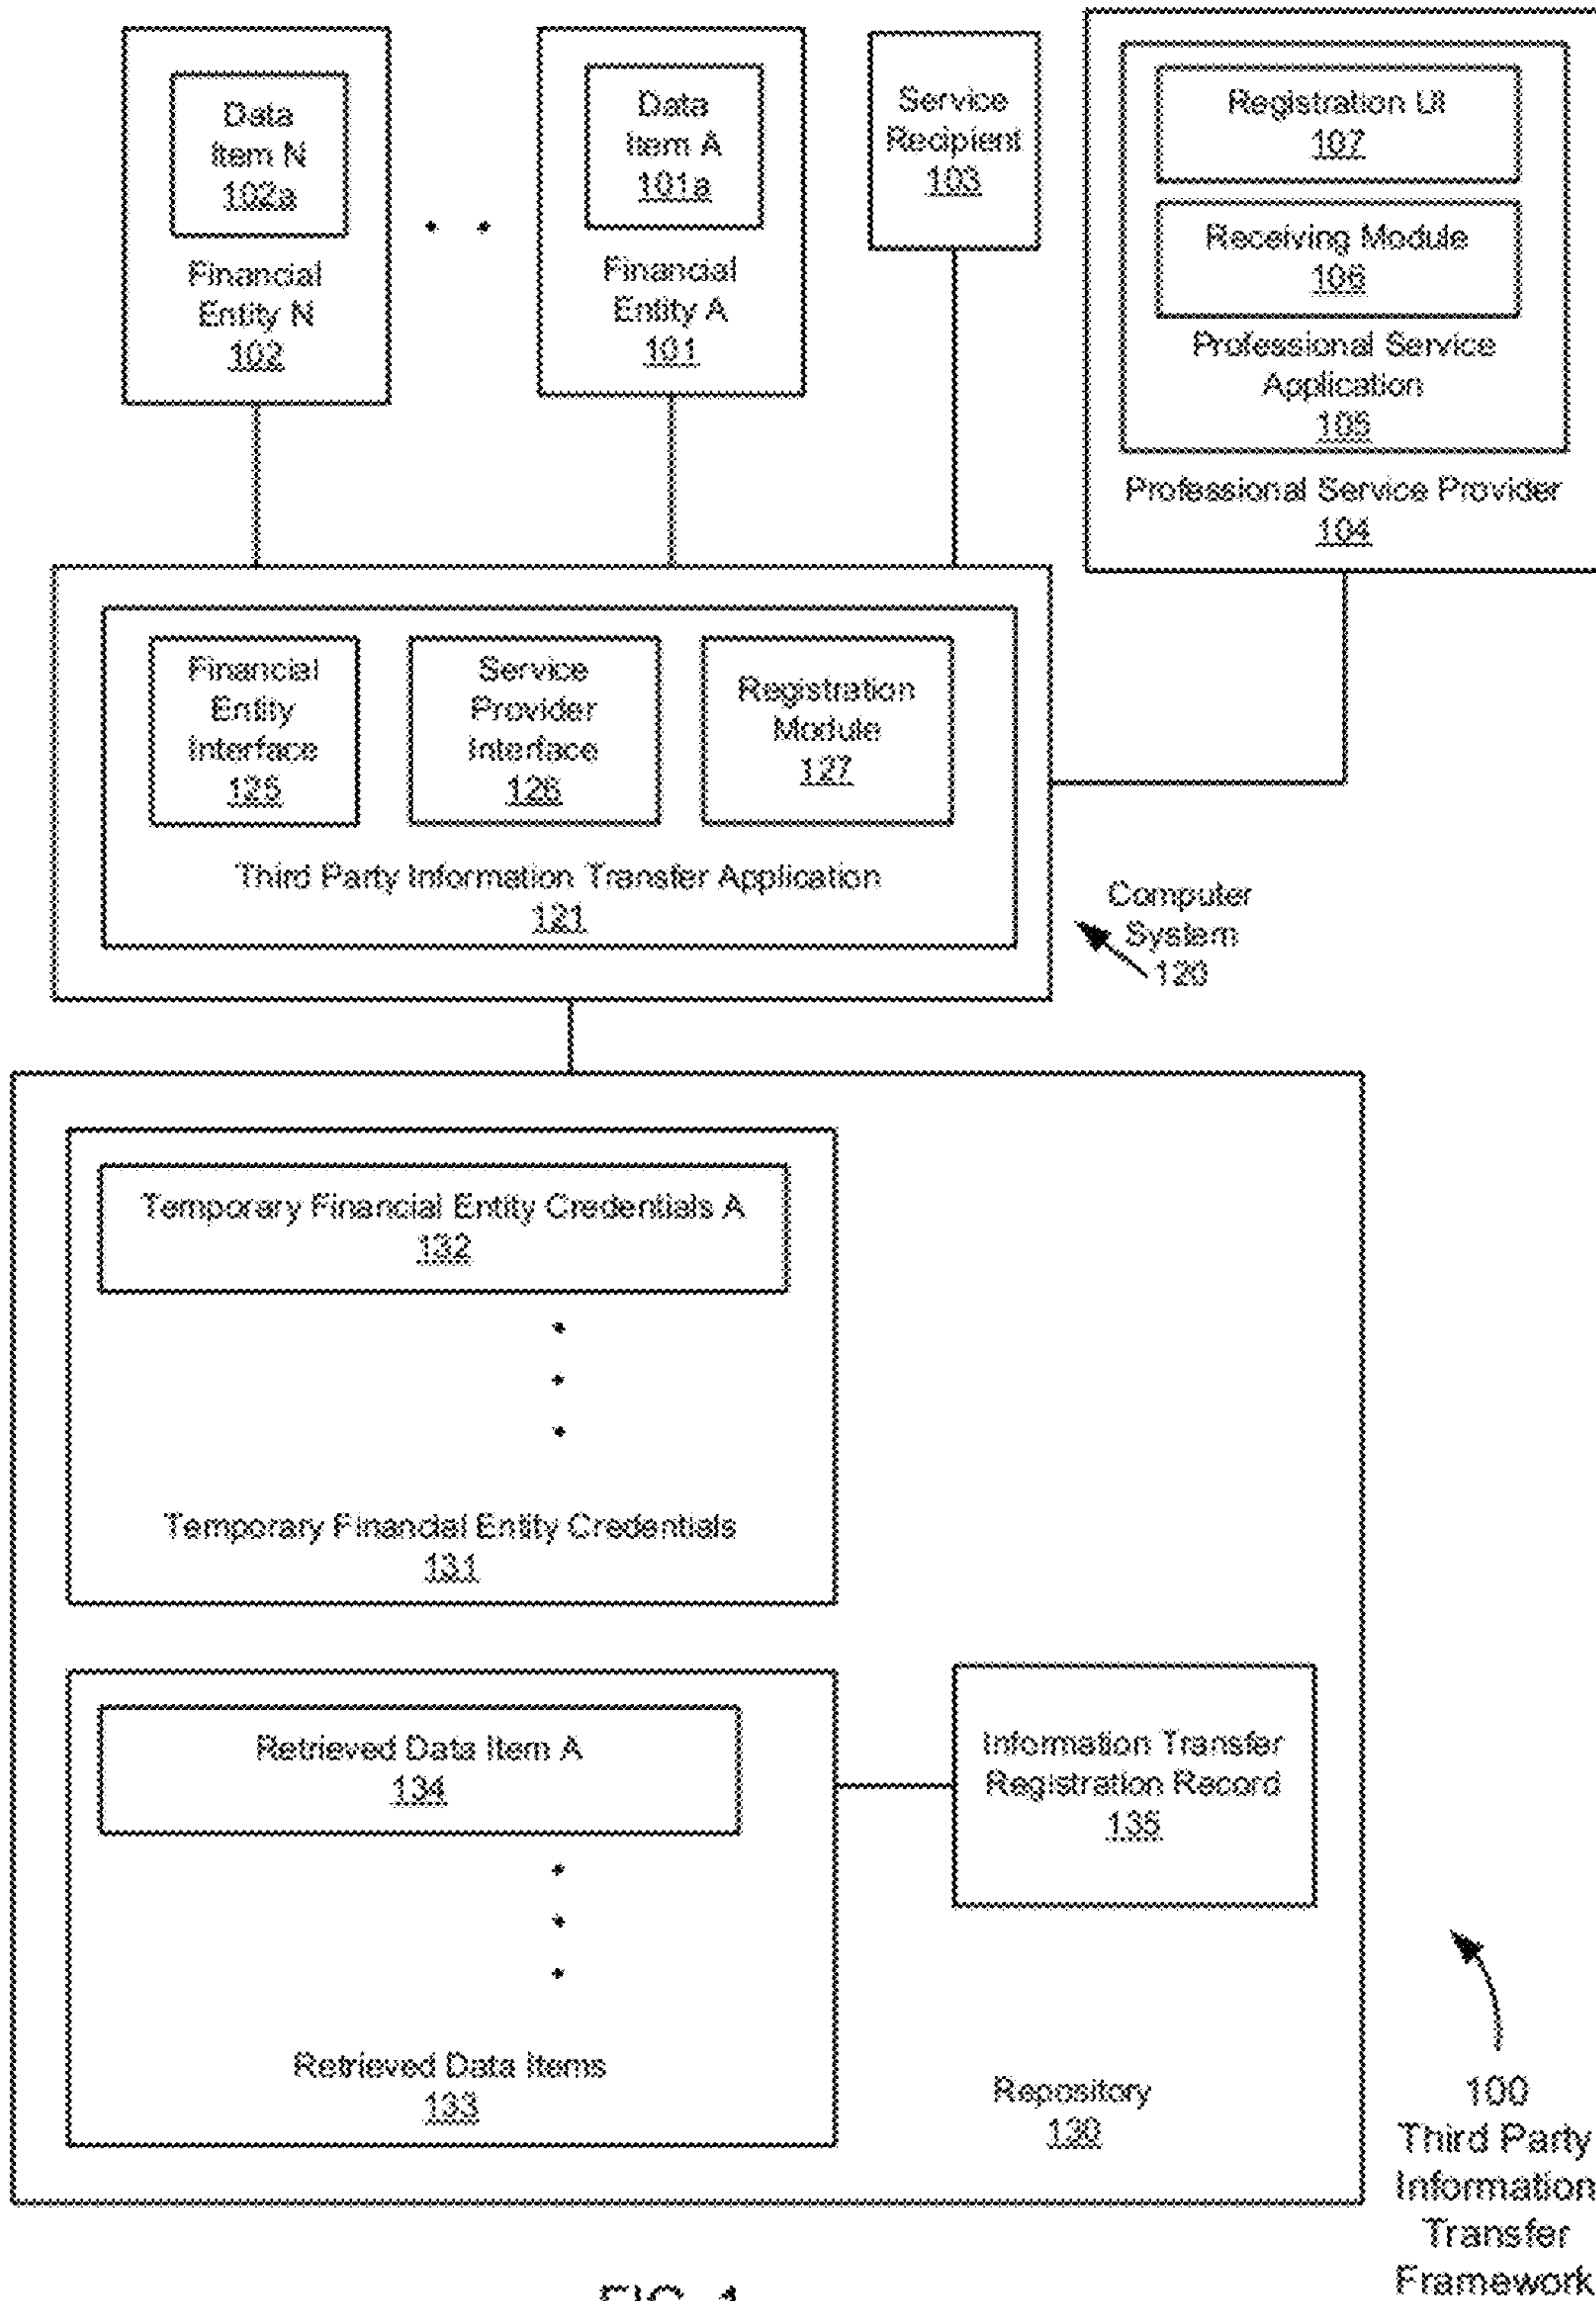 Data
Item N
102a
Financial
Entity N
102
Data
Item A
101a
Financial
Entity A
101
Service
Recipient
103
Registration UI
107
Receiving Module
106
Professional Service
Application
105
Professional Service Provider
104
Financial
Entity
Interface
125
Service
Provider
Interface
126
Registration
Module
127
Third Party Information Transfer Application
121
Computer
System
120
Temporary Financial Entity Credentials A
132
Temporary Financial Entity Credentials
131
Retrieved Data Item A
134
Retrieved Data Items
133
Information Transfer
Registration Record
135
Repository
130
100
Third Party
Information
Transfer
Framework
FIG. 1